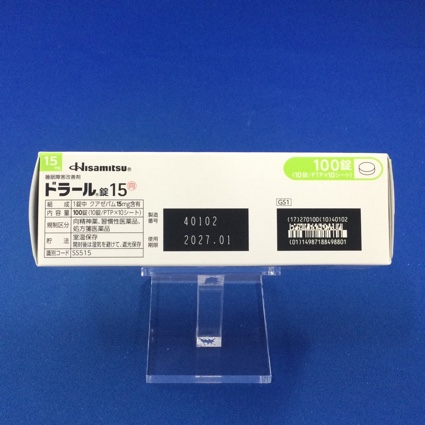 15
mg
Hisamitsu®
睡眠障害改善剤
ドラール®錠15 向
組成 1錠中 クアゼパム15mg含有
内容量 100錠(10錠/PTP×10シート)
規制区分 向精神薬、習慣性医薬品、
処方箋医薬品
貯法 室温保存
開封後は湿気を避けて、遮光保存
識別コード SS515
製造
番号
40102
使用
期限
2027.01
100錠
(10錠/PTP×10シート)
GS1
(17)270100(10)40102
(01)14987188498801